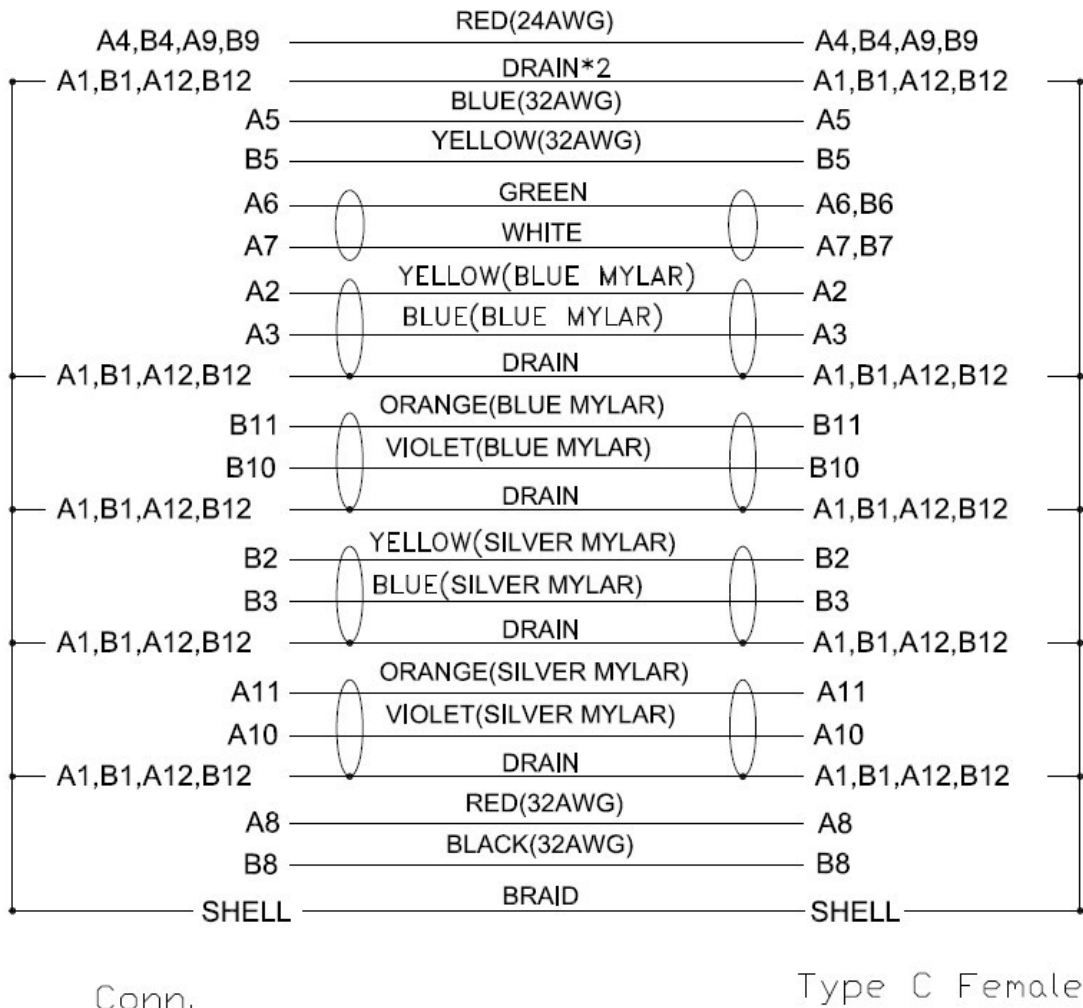 RED(24AWG)
A4,B4,A9,B9 A4,B4,A9,B9
DRAIN*2
A1,B1,A12,B12 A1,B1,A12,B12
BLUE(32AWG)
A5 A5
YELLOW(32AWG)
B5 B5
GREEN
A6 A6,B6
WHITE
A7 A7,B7
YELLOW(BLUE MYLAR)
A2 A2
BLUE(BLUE MYLAR)
A3 A3
DRAIN
A1,B1,A12,B12 A1,B1,A12,B12
ORANGE(BLUE MYLAR)
B11 B11
VIOLET(BLUE MYLAR)
B10 B10
DRAIN
A1,B1,A12,B12 A1,B1,A12,B12
YELLOW(SILVER MYLAR)
B2 B2
BLUE(SILVER MYLAR)
B3 B3
DRAIN
A1,B1,A12,B12 A1,B1,A12,B12
ORANGE(SILVER MYLAR)
A11 A11
VIOLET(SILVER MYLAR)
A10 A10
DRAIN
A1,B1,A12,B12 A1,B1,A12,B12
RED(32AWG)
A8 A8
BLACK(32AWG)
B8 B8
BRAID
SHELL SHELL
Conn. Type C Female